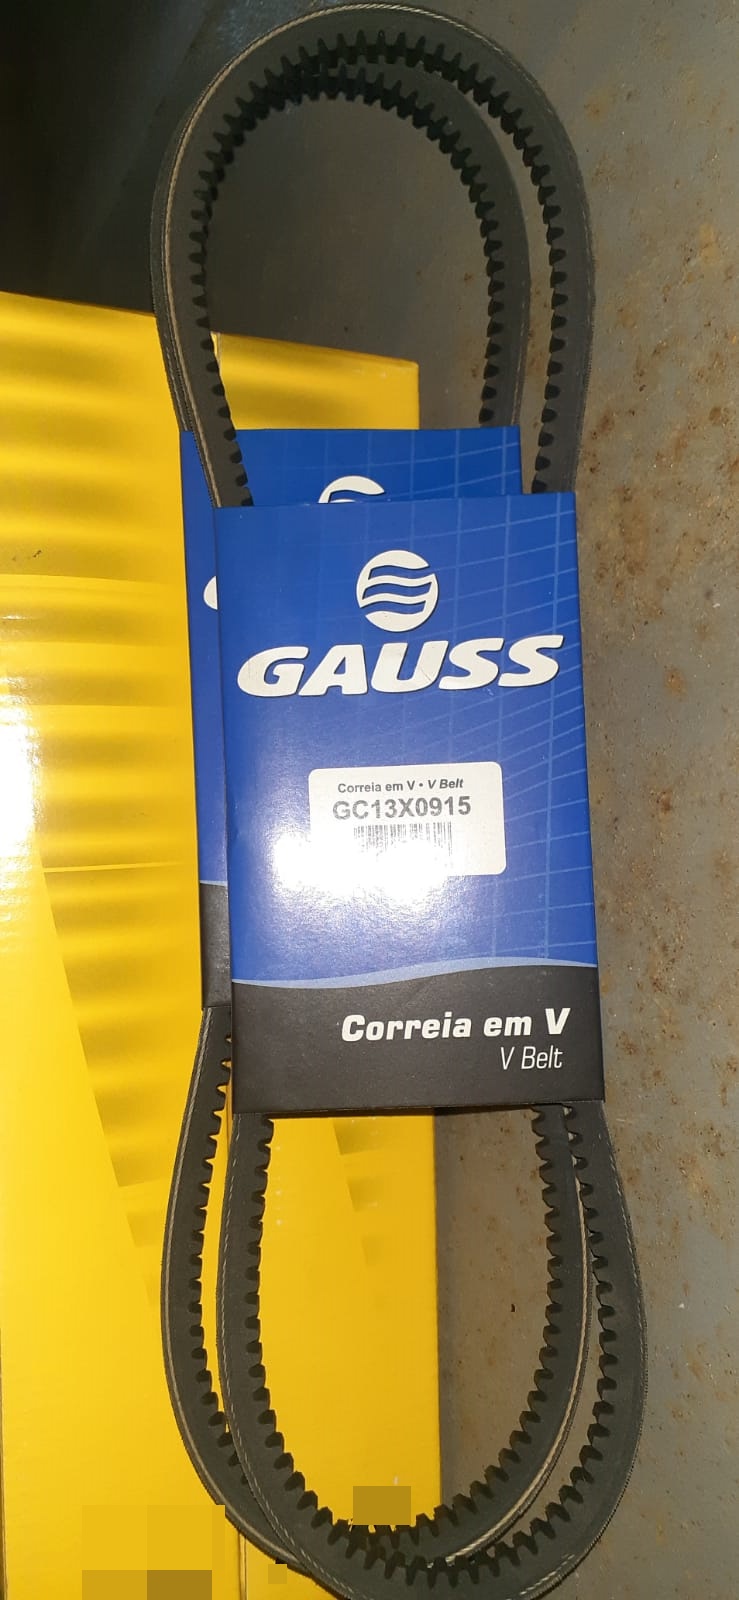 GAUSS
Correia em V • V Belt
GC13X0915
Correia em V
V Belt